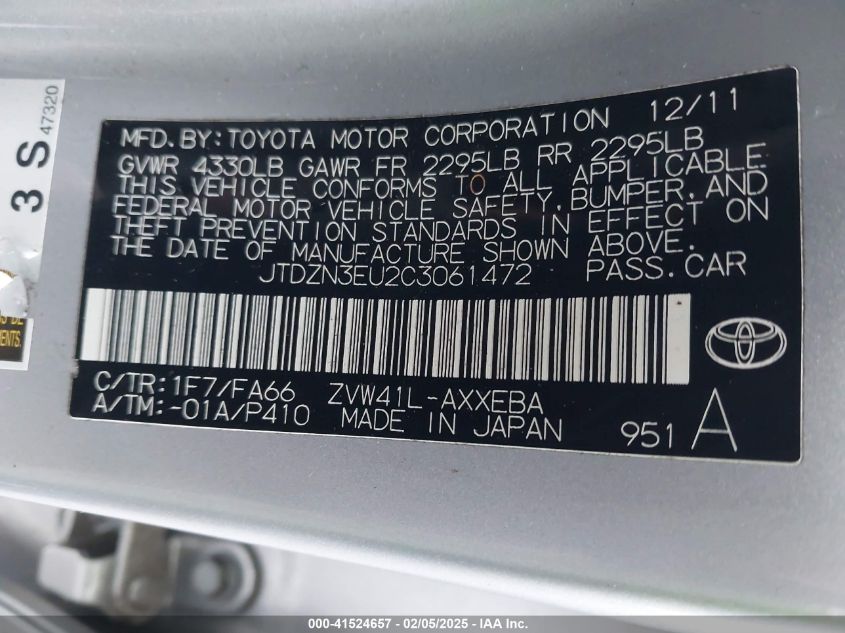 3 S
47320
MFD.BY:TOYOTA MOTOR CORPORATION 12/11
GVWR 4330LB GAWR FR 2295LB RR 2295LB
THIS VEHICLE CONFORMS TO ALL APPLICABLE
FEDERAL MOTOR VEHICLE SAFETY,BUMPER,AND
THEFT PREVENTION STANDARDS IN EFFECT ON
THE DATE OF MANUFACTURE SHOWN ABOVE.
JTDZN3EU2C3061472 PASS.CAR
C/TR:1F7/FA66 ZVW41L-AXXEBA
A/TM:-01A/P410 MADE IN JAPAN 951 A
000-41524657 | 02/05/2025 - IAA Inc.